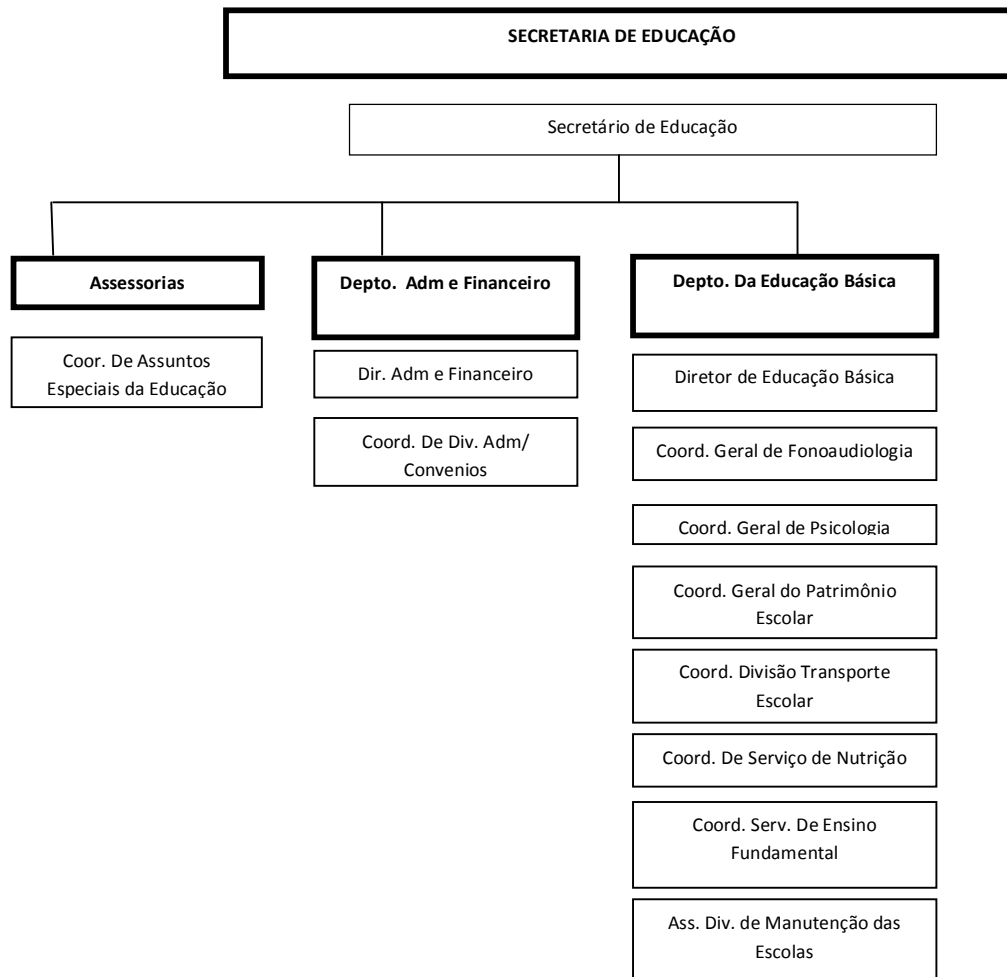 SECRETARIA DE EDUCAÇÃO
Secretário de Educação
Assessorias
Coor. De Assuntos
Especiais da Educação
Depto. Adm e Financeiro
Dir. Adm e Financeiro
Coord. De Div. Adm/
Convenios
Depto. Da Educação Básica
Diretor de Educação Básica
Coord. Geral de Fonoaudiologia
Coord. Geral de Psicologia
Coord. Geral do Patrimônio
Escolar
Coord. Divisão Transporte
Escolar
Coord. De Serviço de Nutrição
Coord. Serv. De Ensino
Fundamental
Ass. Div. de Manutenção das
Escolas